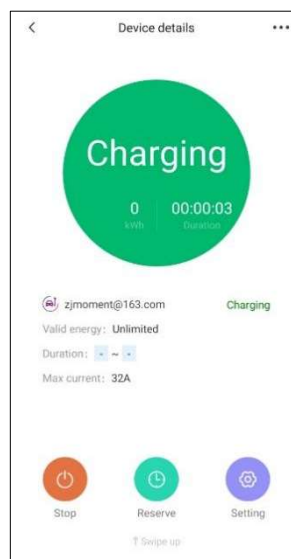 Device details
Charging
0 00:00:03
kWh Duration
zjmoment@163.com Charging
Valid energy: Unlimited
Duration: - ~ -
Max current: 32A
Stop Reserve Setting
↑ Swipe up